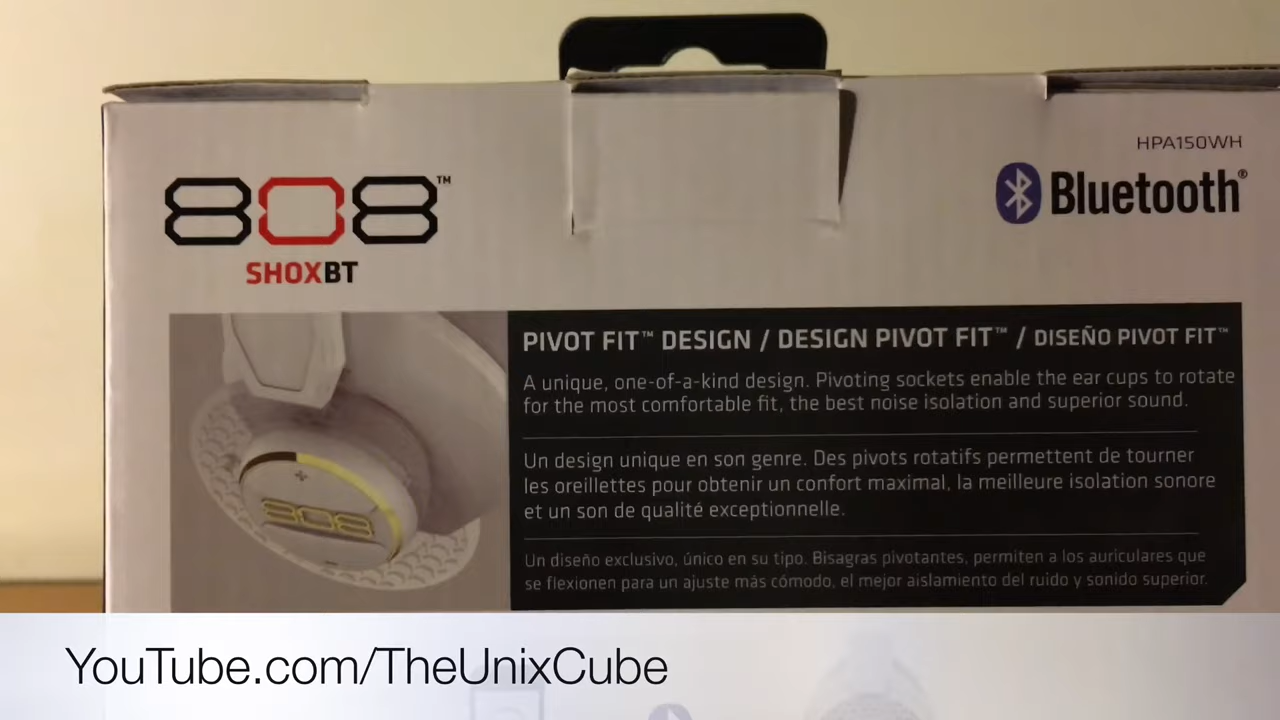 HPA150WH
808™
Bluetooth®
SHOXBT
PIVOT FIT™ DESIGN / DESIGN PIVOT FIT™ / DISEÑO PIVOT FIT™
A unique, one-of-a-kind design. Pivoting sockets enable the ear cups to rotate
for the most comfortable fit, the best noise isolation and superior sound.
Un design unique en son genre. Des pivots rotatifs permettent de tourner
les oreillettes pour obtenir un confort maximal, la meilleure isolation sonore
et un son de qualité exceptionnelle.
Un diseño exclusivo, único en su tipo. Bisagras pivotantes, permiten a los auriculares que
se flexionen para un ajuste más cómodo, el mejor aislamiento del ruido y sonido superior.
+
808
-
YouTube.com/TheUnixCube